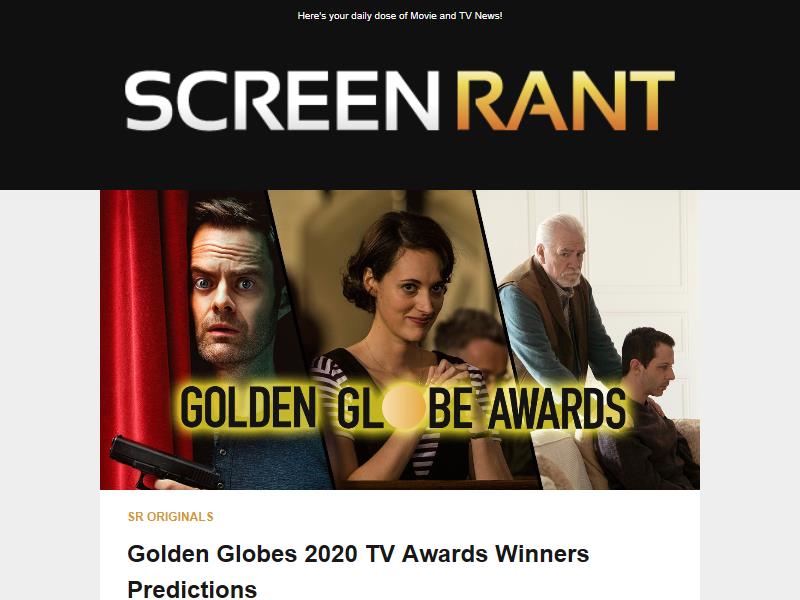 Here's your daily dose of Movie and TV News!
SCREEN RANT
GOLDEN GLOBE AWARDS
SR ORIGINALS
Golden Globes 2020 TV Awards Winners
Predictions